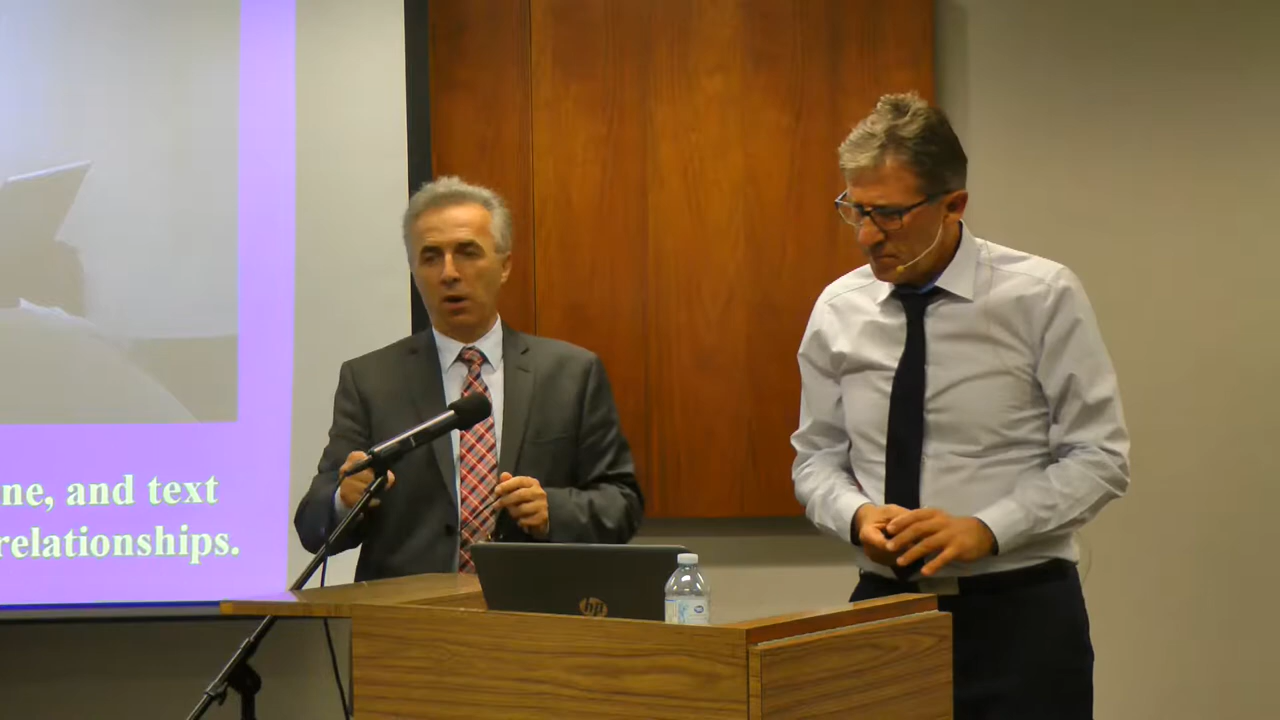 ne, and text
relationships.
hp